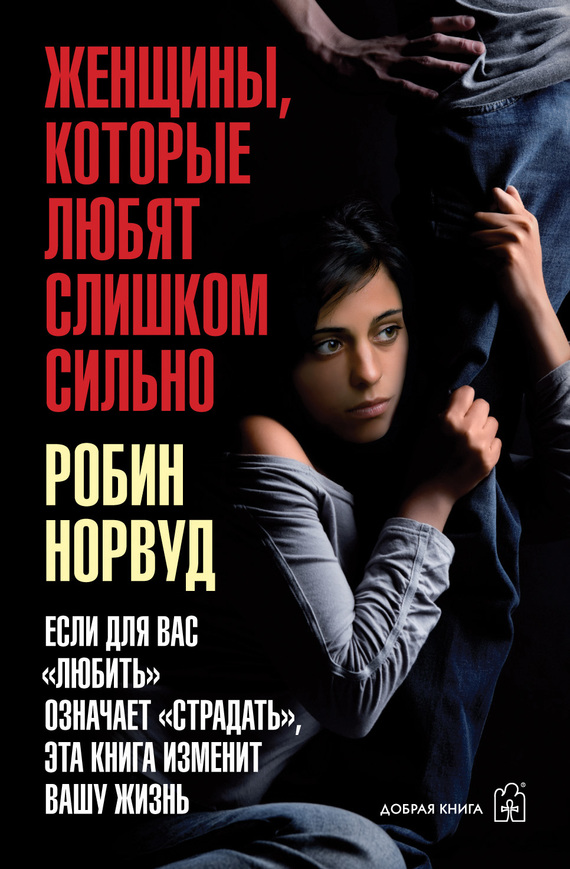 ЖЕНЩИНЫ,
КОТОРЫЕ
ЛЮБЯТ
СЛИШКОМ
СИЛЬНО
РОБИН
НОРВУД
ЕСЛИ ДЛЯ ВАС
«ЛЮБИТЬ»
ОЗНАЧАЕТ «СТРАДАТЬ»,
ЭТА КНИГА ИЗМЕНИТ
ВАШУ ЖИЗНЬ
ДОБРАЯ КНИГА ®